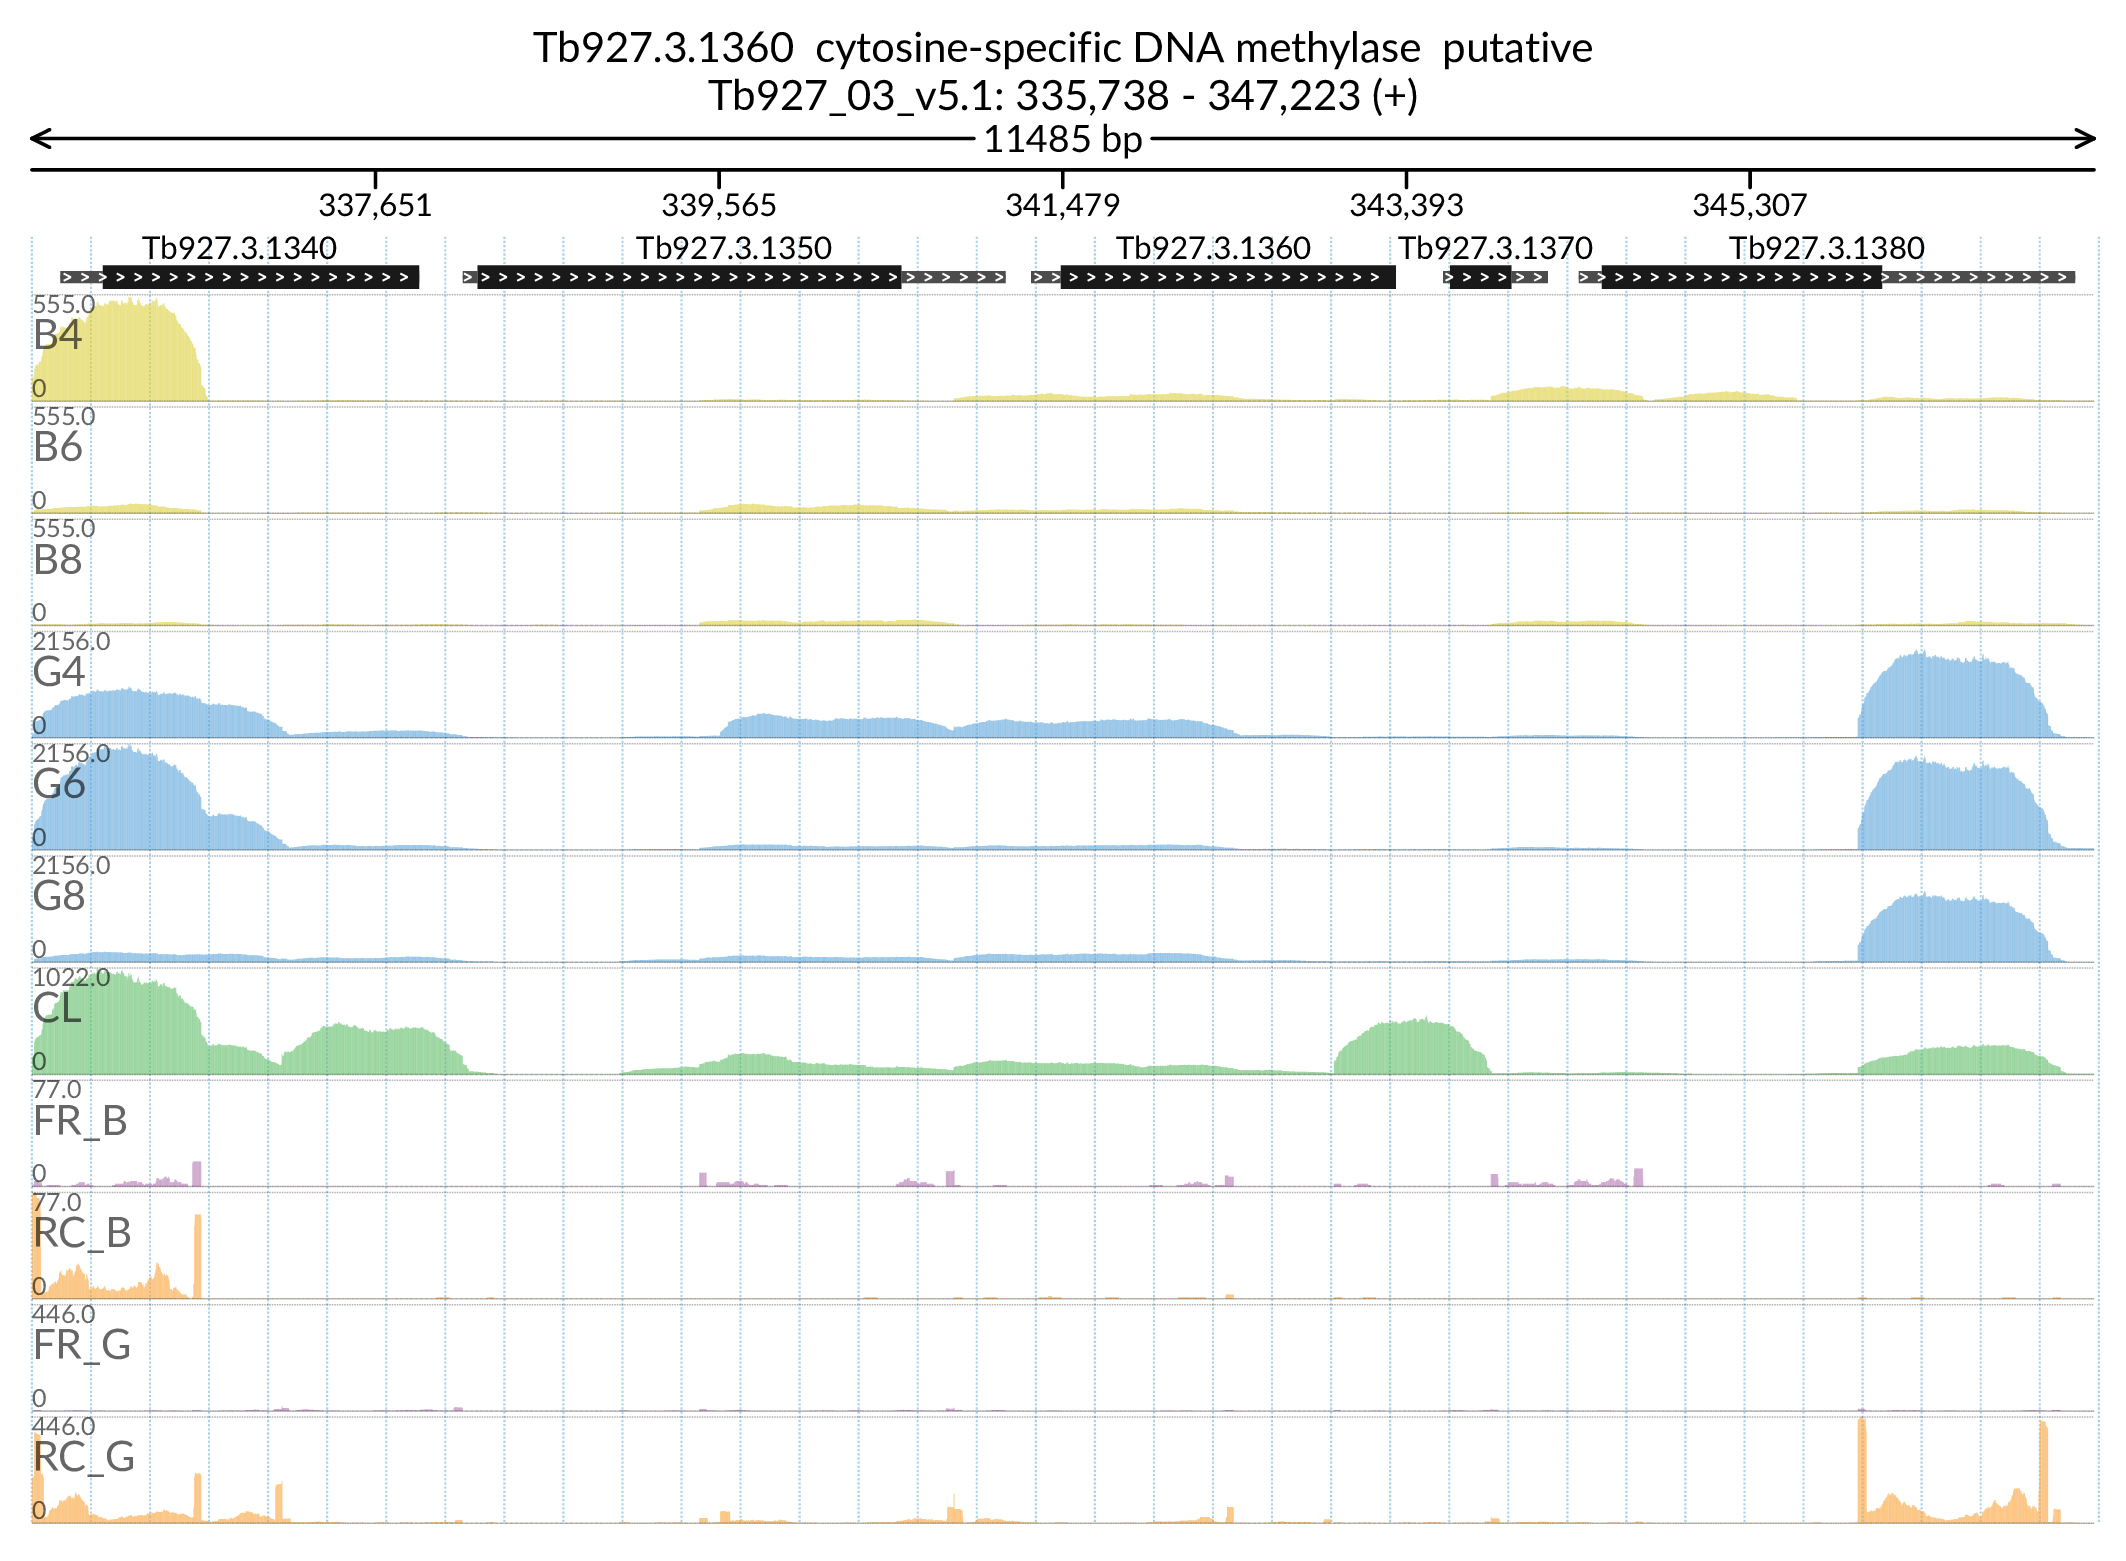 Tb927.3.1360 cytosine-specific DNA methylase putative
Tb927_03_v5.1: 335,738 - 347,223 (+)
11485 bp
337,651 339,565 341,479 343,393 345,307
Tb927.3.1340 Tb927.3.1350 Tb927.3.1360 Tb927.3.1370 Tb927.3.1380
555.0
B4
0
555.0
B6
0
555.0
B8
0
2156.0
G4
0
2156.0
G6
0
2156.0
G8
0
1022.0
CL
0
77.0
FR_B
0
77.0
RC_B
0
446.0
FR_G
0
446.0
RC_G
0